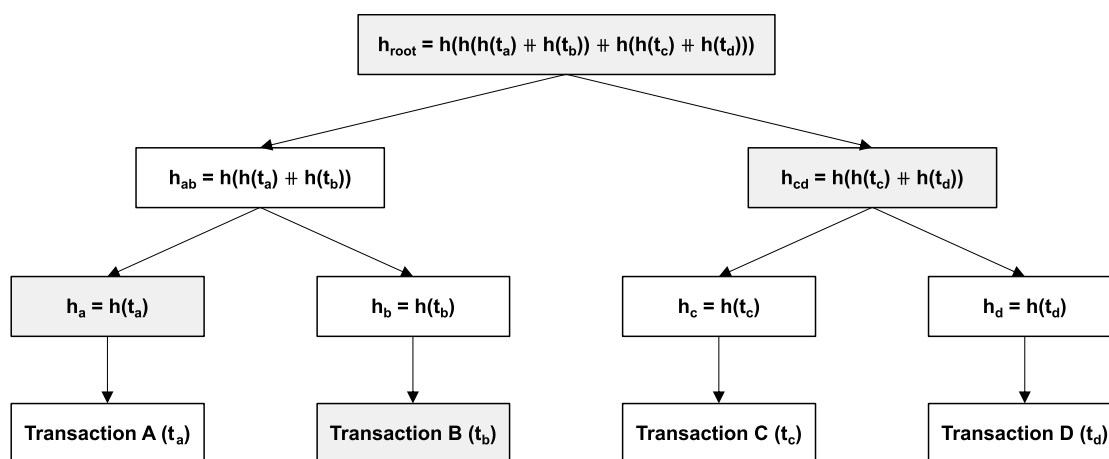 h_root = h(h(h(t_a) ⧺ h(t_b)) ⧺ h(h(t_c) ⧺ h(t_d)))
h_ab = h(h(t_a) ⧺ h(t_b))
h_cd = h(h(t_c) ⧺ h(t_d))
h_a = h(t_a)
h_b = h(t_b)
h_c = h(t_c)
h_d = h(t_d)
Transaction A (t_a)
Transaction B (t_b)
Transaction C (t_c)
Transaction D (t_d)